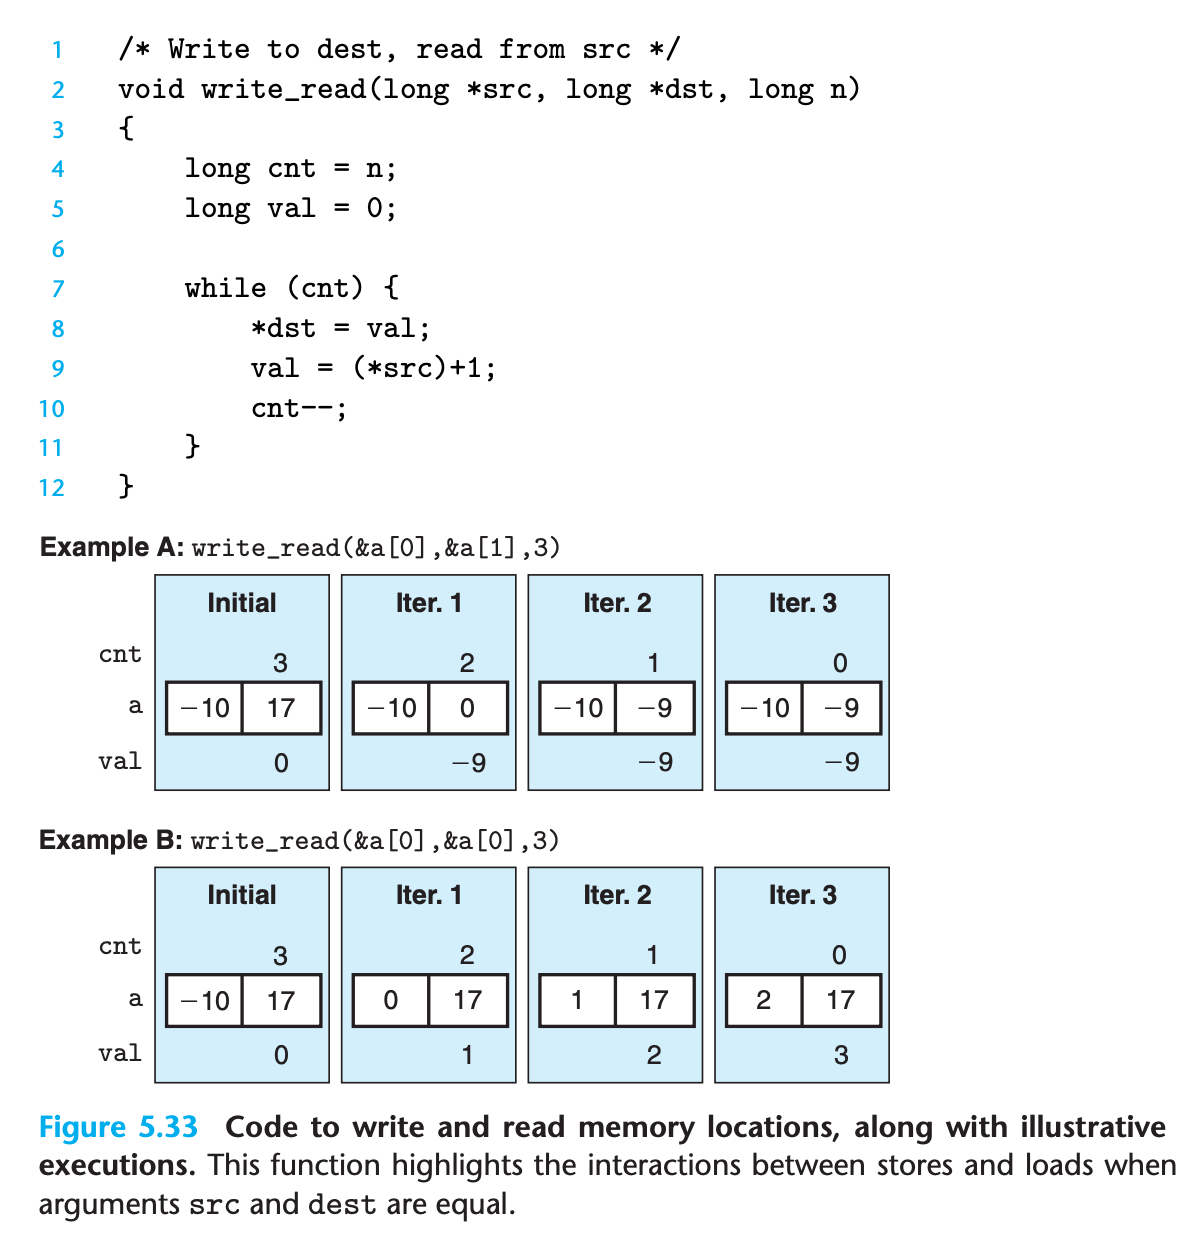 1 /* Write to dest, read from src */
2 void write_read(long *src, long *dst, long n)
3 {
4     long cnt = n;
5     long val = 0;
6
7     while (cnt) {
8         *dst = val;
9         val = (*src)+1;
10         cnt--;
11     }
12 }
Example A: write_read(&a[0],&a[1],3)
Initial Iter. 1 Iter. 2 Iter. 3
cnt 3 2 1 0
a −10 17 −10 0 −10 −9 −10 −9
val 0 −9 −9 −9
Example B: write_read(&a[0],&a[0],3)
Initial Iter. 1 Iter. 2 Iter. 3
cnt 3 2 1 0
a −10 17 0 17 1 17 2 17
val 0 1 2 3
Figure 5.33 Code to write and read memory locations, along with illustrative
executions. This function highlights the interactions between stores and loads when
arguments src and dest are equal.